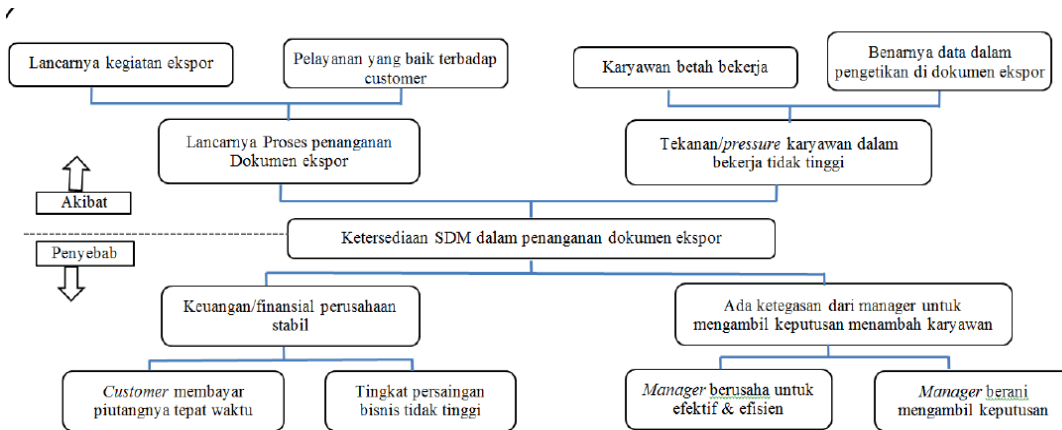 Lancarnya kegiatan ekspor
Pelayanan yang baik terhadap
customer
Karyawan betah bekerja
Benarnya data dalam
pengetikan di dokumen ekspor
Lancarnya Proses penanganan
Dokumen ekspor
Tekanan/pressure karyawan dalam
bekerja tidak tinggi
Akibat
Ketersediaan SDM dalam penanganan dokumen ekspor
Penyebab
Keuangan/finansial perusahaan
stabil
Ada ketegasan dari manager untuk
mengambil keputusan menambah karyawan
Customer membayar
piutangnya tepat waktu
Tingkat persaingan
bisnis tidak tinggi
Manager berusaha untuk
efektif & efisien
Manager berani
mengambil keputusan